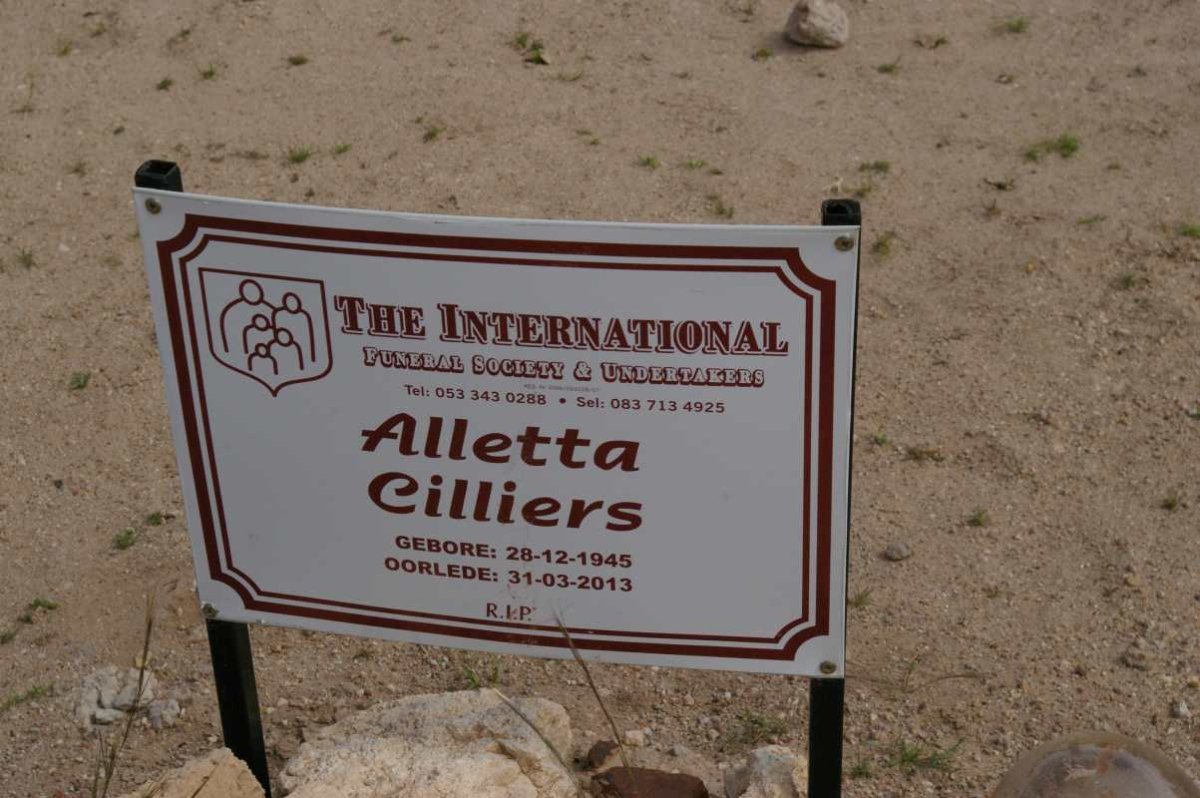 The International
Funeral Society & Undertakers
Tel: 053 343 0288 • Sel: 083 713 4925
Alletta
Cilliers
GEBORE: 28-12-1945
OORLEDE: 31-03-2013
R.I.P.